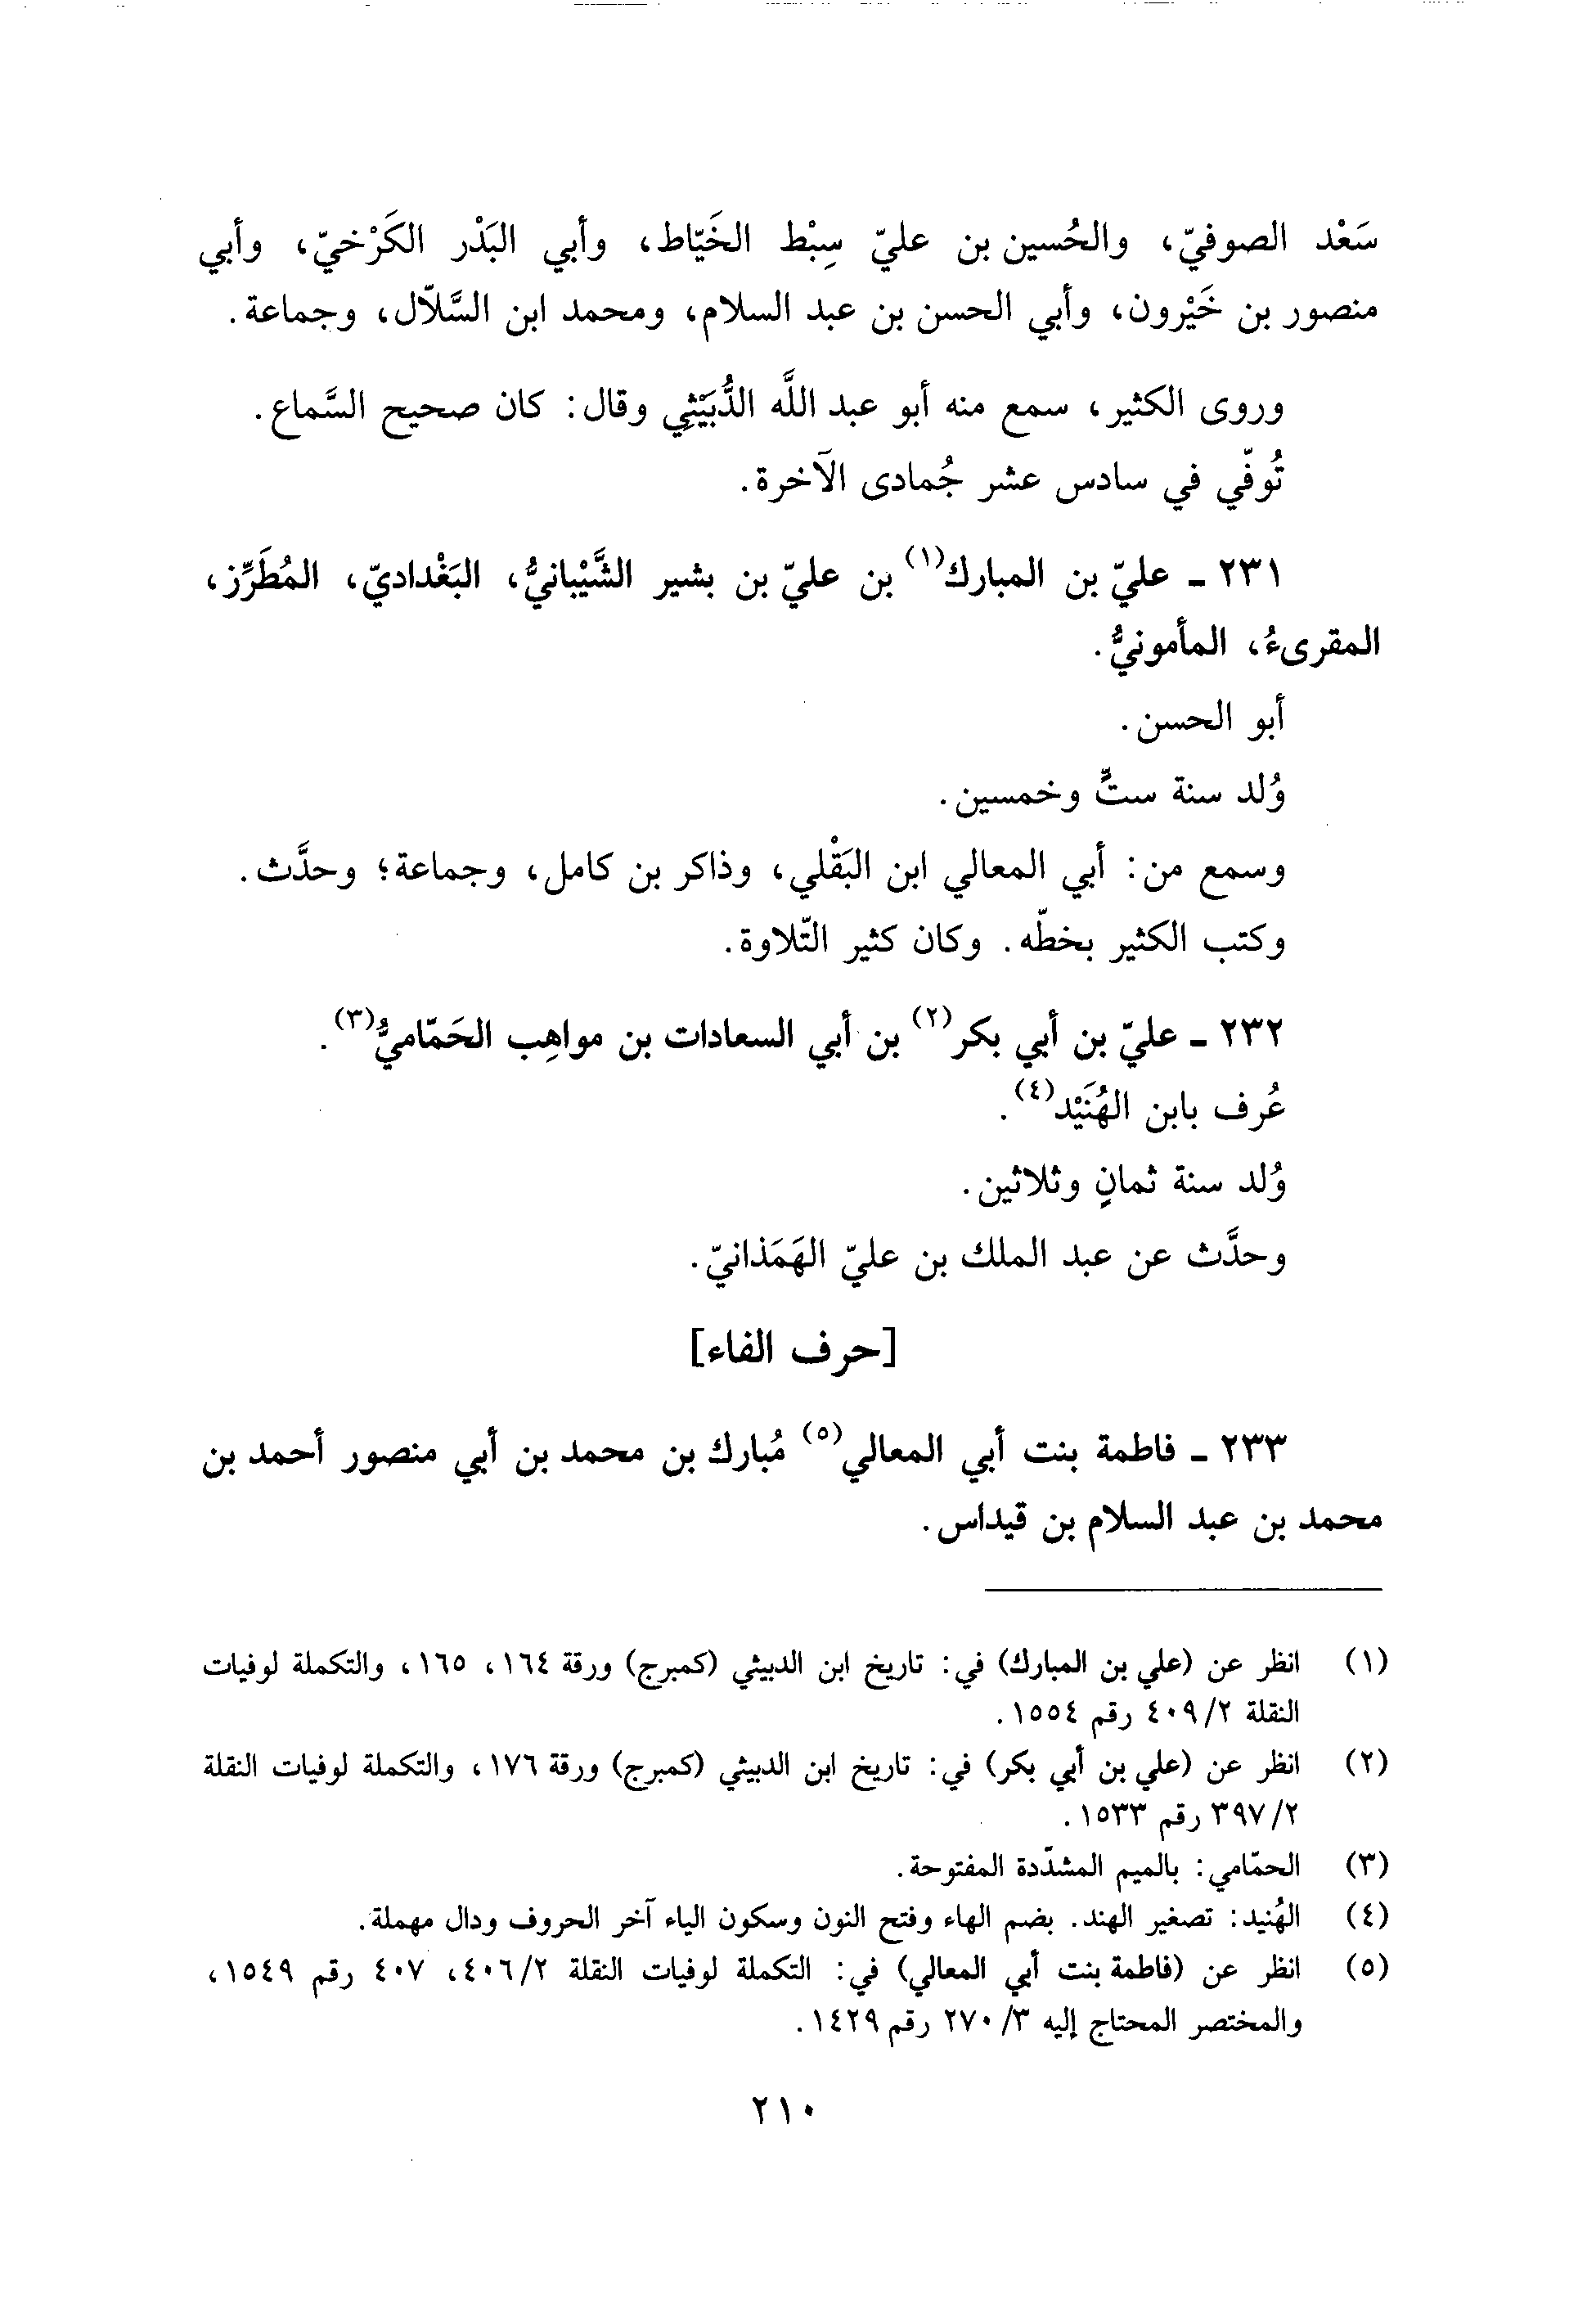 سَعْد الصوفيّ، والحُسين بن عليّ سِبْط الخَيّاط، وأبي البَدْر الكَرْخيّ، وأبي
منصور بن خَيْرون، وأبي الحسن بن عبد السلام، ومحمد ابن السَّلّال، وجماعة.
وروى الكثير، سمع منه أبو عبد اللَّه الدُّبَيْثِي وقال: كان صحيح السَّماع.
تُوفّي في سادس عشر جُمادى الآخرة.
٢٣١ ـ عليّ بن المبارك(١) بن عليّ بن بشير الشَّيْبانيُّ، البَغْداديّ، المُطَرِّز،
المقرىءُ، المأمونيُّ.
أبو الحسن.
وُلد سنة ستٍّ وخمسين.
وسمع من: أبي المعالي ابن البَقْلي، وذاكر بن كامل، وجماعة؛ وحدَّث.
وكتب الكثير بخطّه. وكان كثير التّلاوة.
٢٣٢ ـ عليّ بن أبي بكر(٢) بن أبي السعادات بن مواهِب الحَمّاميُّ(٣).
عُرف بابن الهُنَيْد(٤).
وُلد سنة ثمانٍ وثلاثين.
وحدَّث عن عبد الملك بن عليّ الهَمَذانيّ.
[حرف الفاء]
٢٣٣ ـ فاطمة بنت أبي المعالي(٥) مُبارك بن محمد بن أبي منصور أحمد بن
محمد بن عبد السلام بن قيداس.
(١) انظر عن (علي بن المبارك) في: تاريخ ابن الدبيثي (كمبرج) ورقة ١٦٤، ١٦٥، والتكملة لوفيات
النقلة ٤٠٩/٢ رقم ١٥٥٤.
(٢) انظر عن (علي بن أبي بكر) في: تاريخ ابن الدبيثي (كمبرج) ورقة ١٧٦، والتكملة لوفيات النقلة
٣٩٧/٢ رقم ١٥٣٣.
(٣) الحمّامي: بالميم المشدّدة المفتوحة.
(٤) الهُنيد: تصغير الهند. بضم الهاء وفتح النون وسكون الياء آخر الحروف ودال مهملة.
(٥) انظر عن (فاطمة بنت أبي المعالي) في: التكملة لوفيات النقلة ٤٠٦/٢، ٤٠٧ رقم ١٥٤٩،
والمختصر المحتاج إليه ٢٧٠/٣ رقم ١٤٢٩.
٢١٠